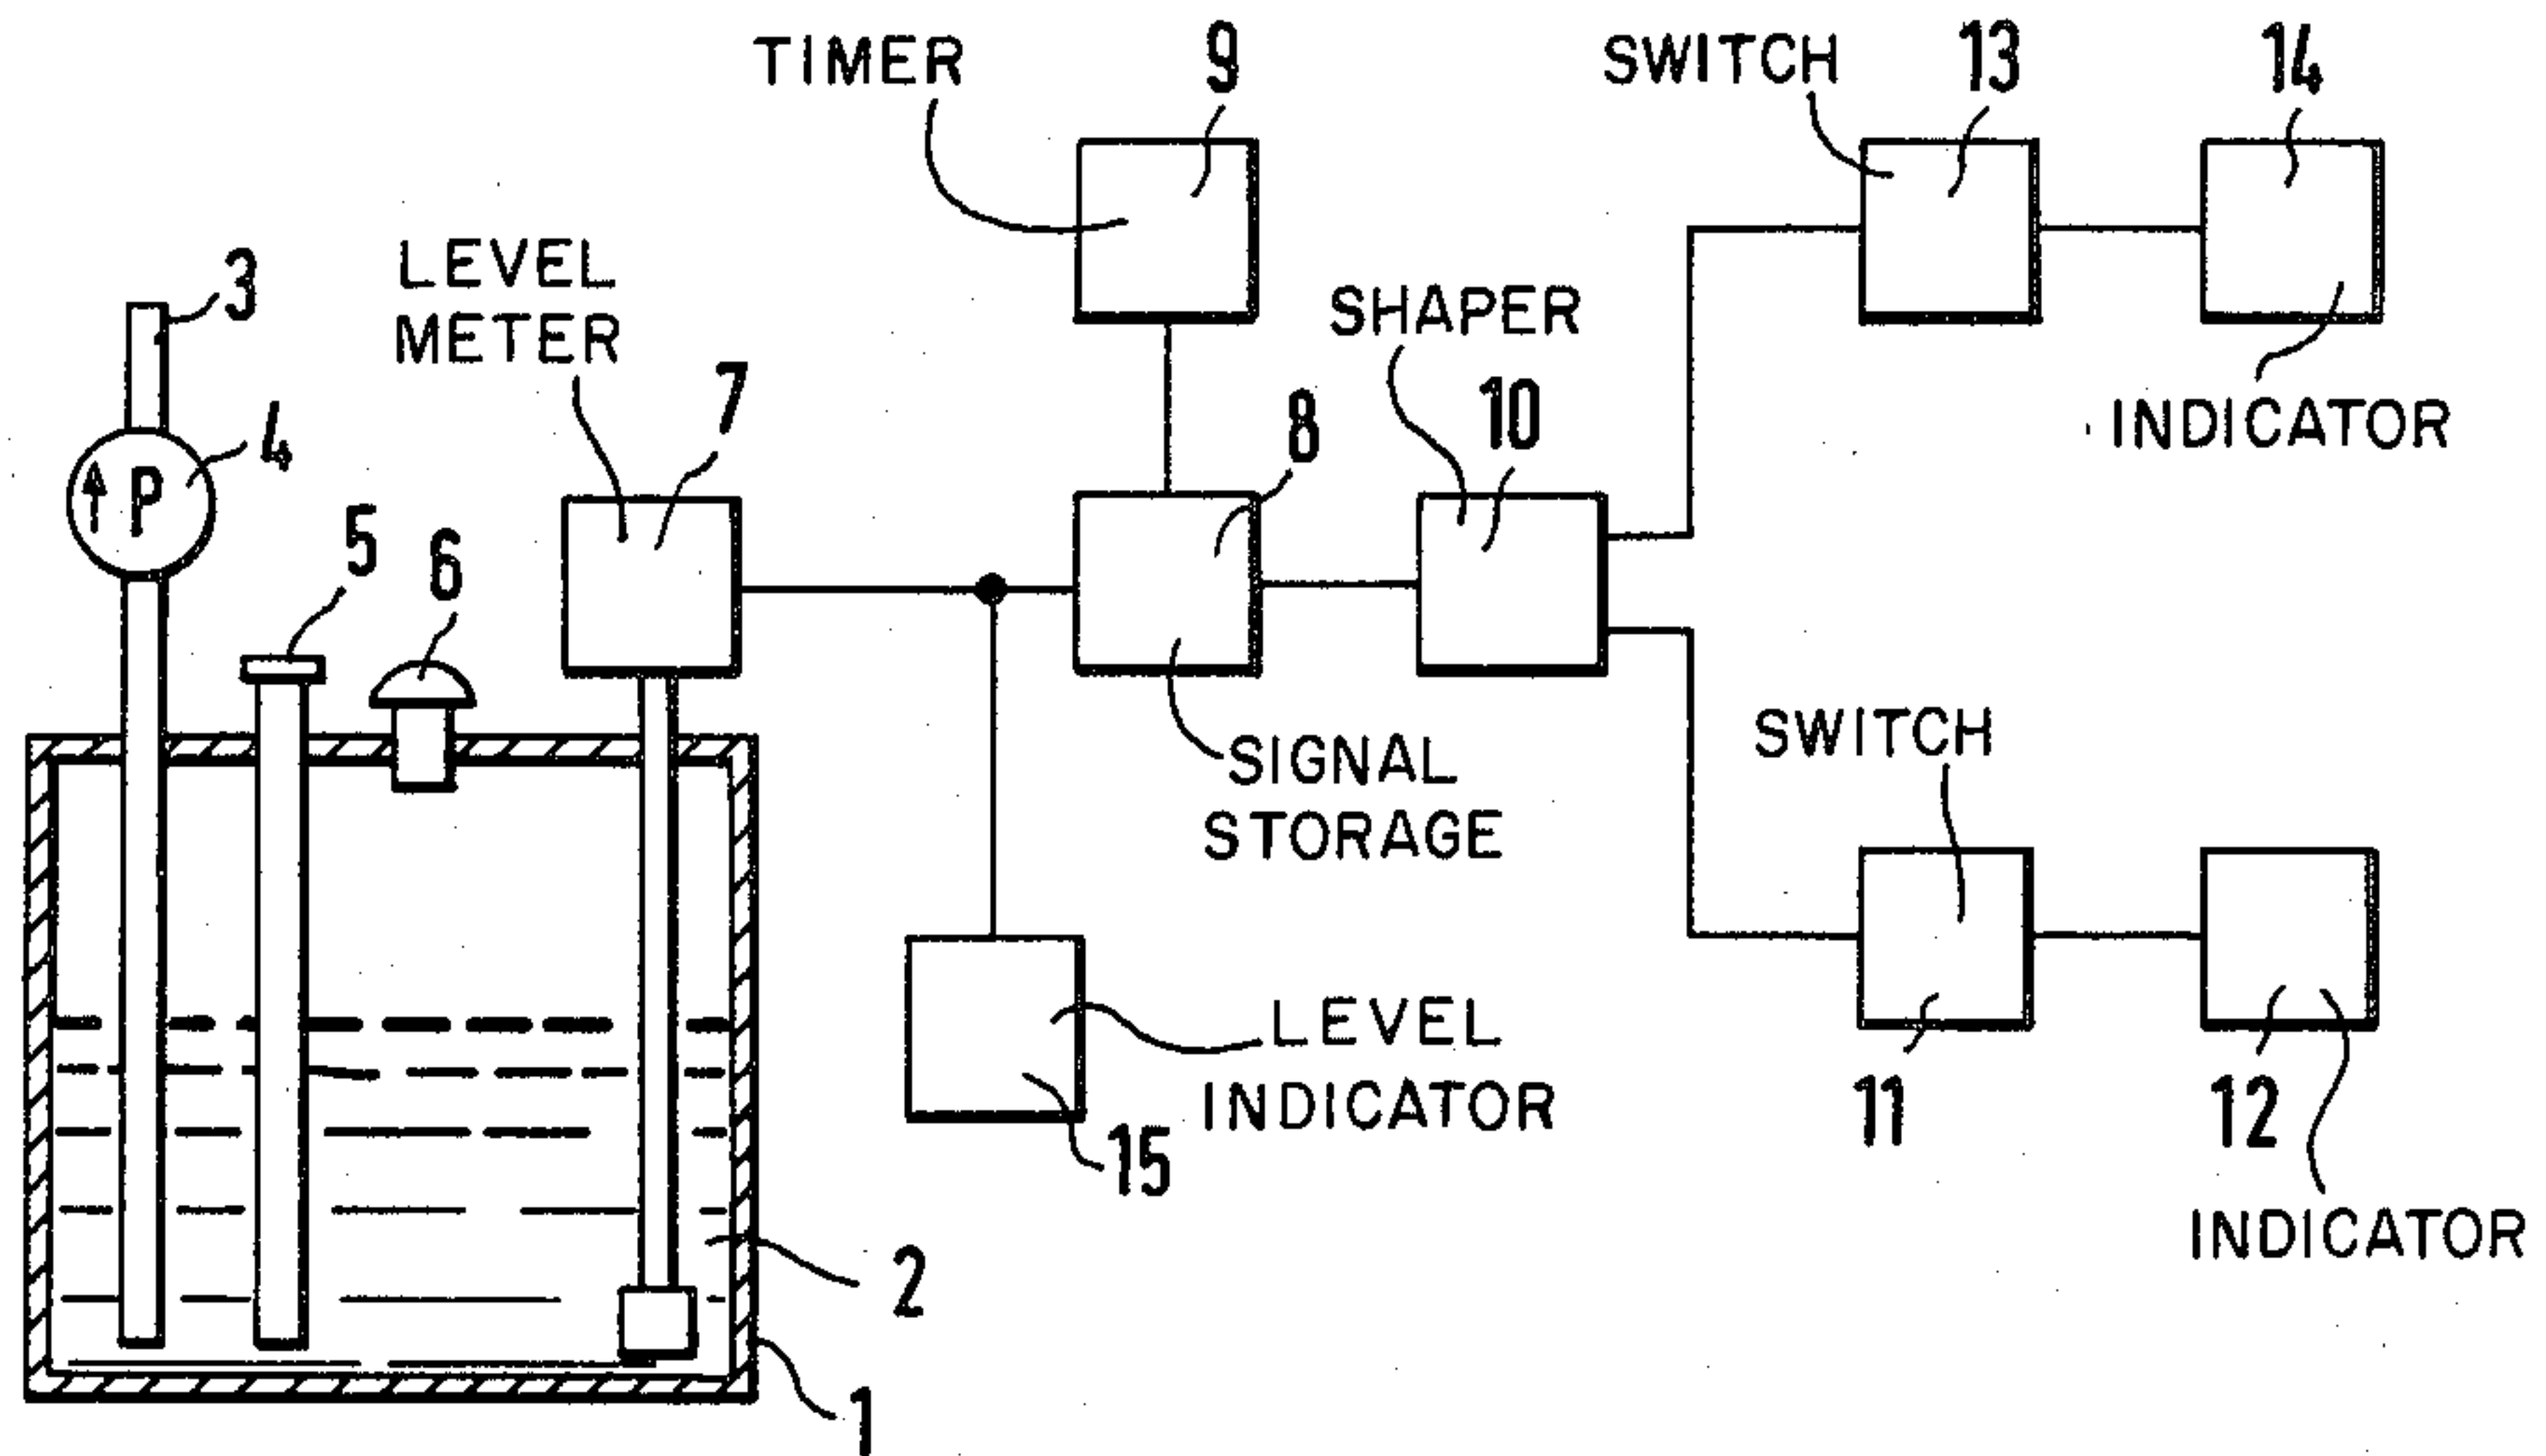 TIMER
9
SWITCH
13
14
LEVEL
METER
3
SHAPER
7
10
INDICATOR
4
P
8
5
6
SIGNAL
STORAGE
SWITCH
LEVEL
INDICATOR
15
11
12
INDICATOR
2
1